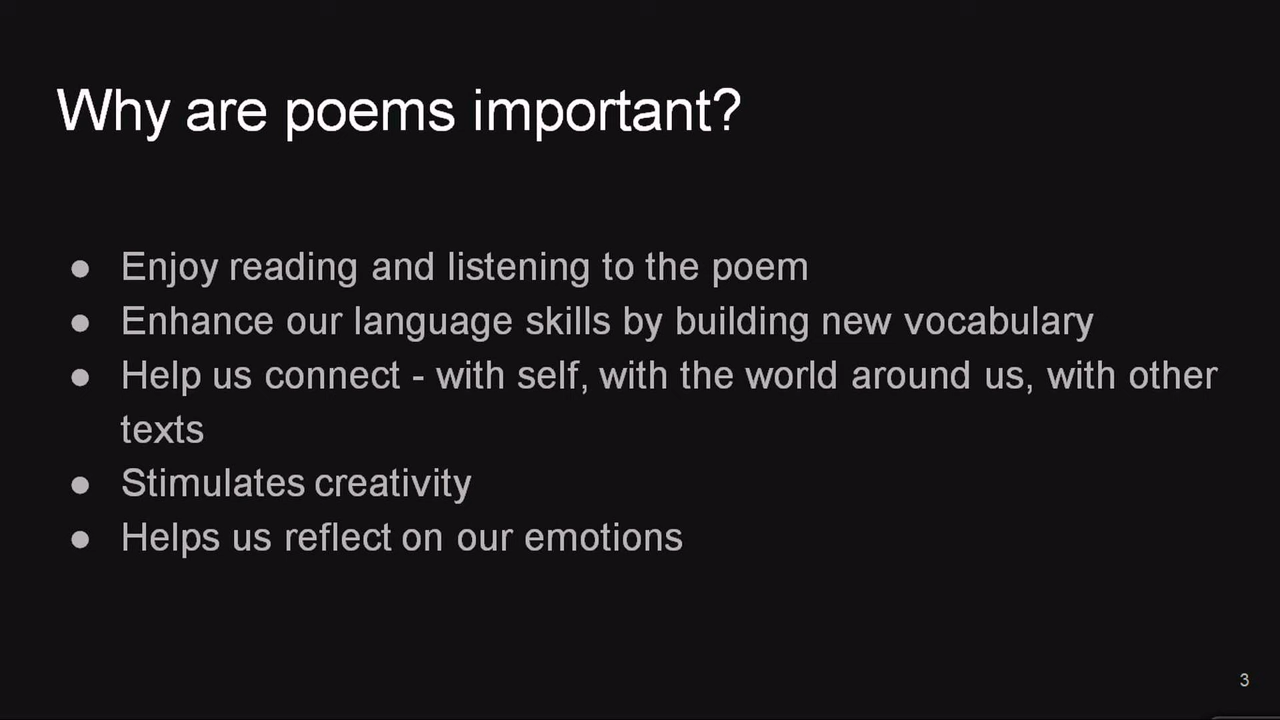 Why are poems important?
● Enjoy reading and listening to the poem
● Enhance our language skills by building new vocabulary
● Help us connect - with self, with the world around us, with other
texts
● Stimulates creativity
● Helps us reflect on our emotions
3